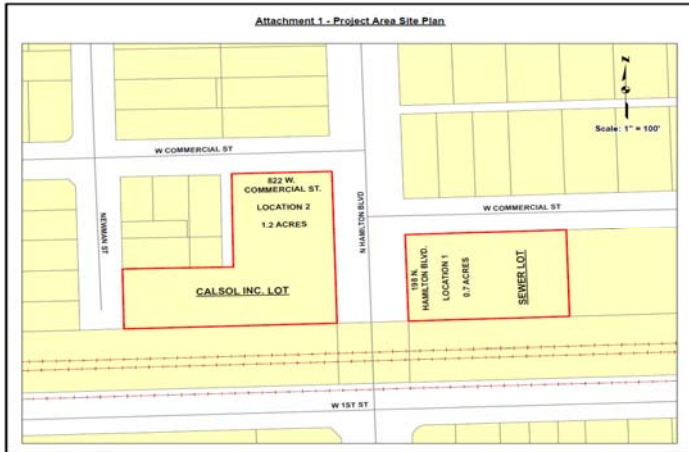 Attachment 1 - Project Area Site Plan
N
Scale: 1" = 100'
W COMMERCIAL ST
822 W.
COMMERCIAL ST.
LOCATION 2
1.2 ACRES
NEWMAN ST
N HAMILTON BLVD
W COMMERCIAL ST
198 N.
HAMILTON BLVD.
LOCATION 1
0.7 ACRES
SEWER LOT
CALSOL INC. LOT
W 1ST ST